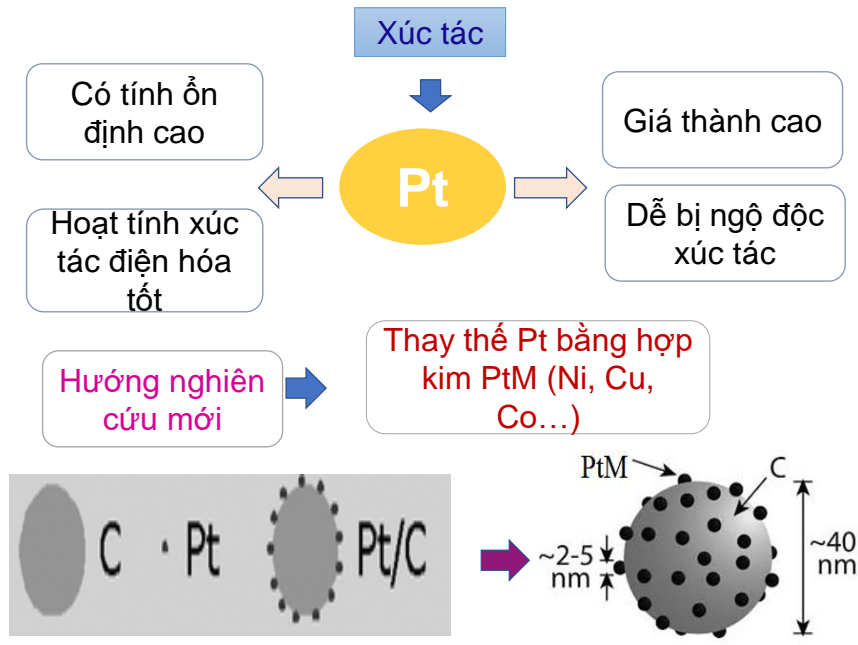 Xúc tác
Có tính ổn
định cao
Hoạt tính xúc
tác điện hóa
tốt
Pt
Giá thành cao
Dễ bị ngộ độc
xúc tác
Hướng nghiên
cứu mới
Thay thế Pt bằng hợp
kim PtM (Ni, Cu,
Co…)
C
Pt
Pt/C
PtM
C
~2-5
nm
~40
nm